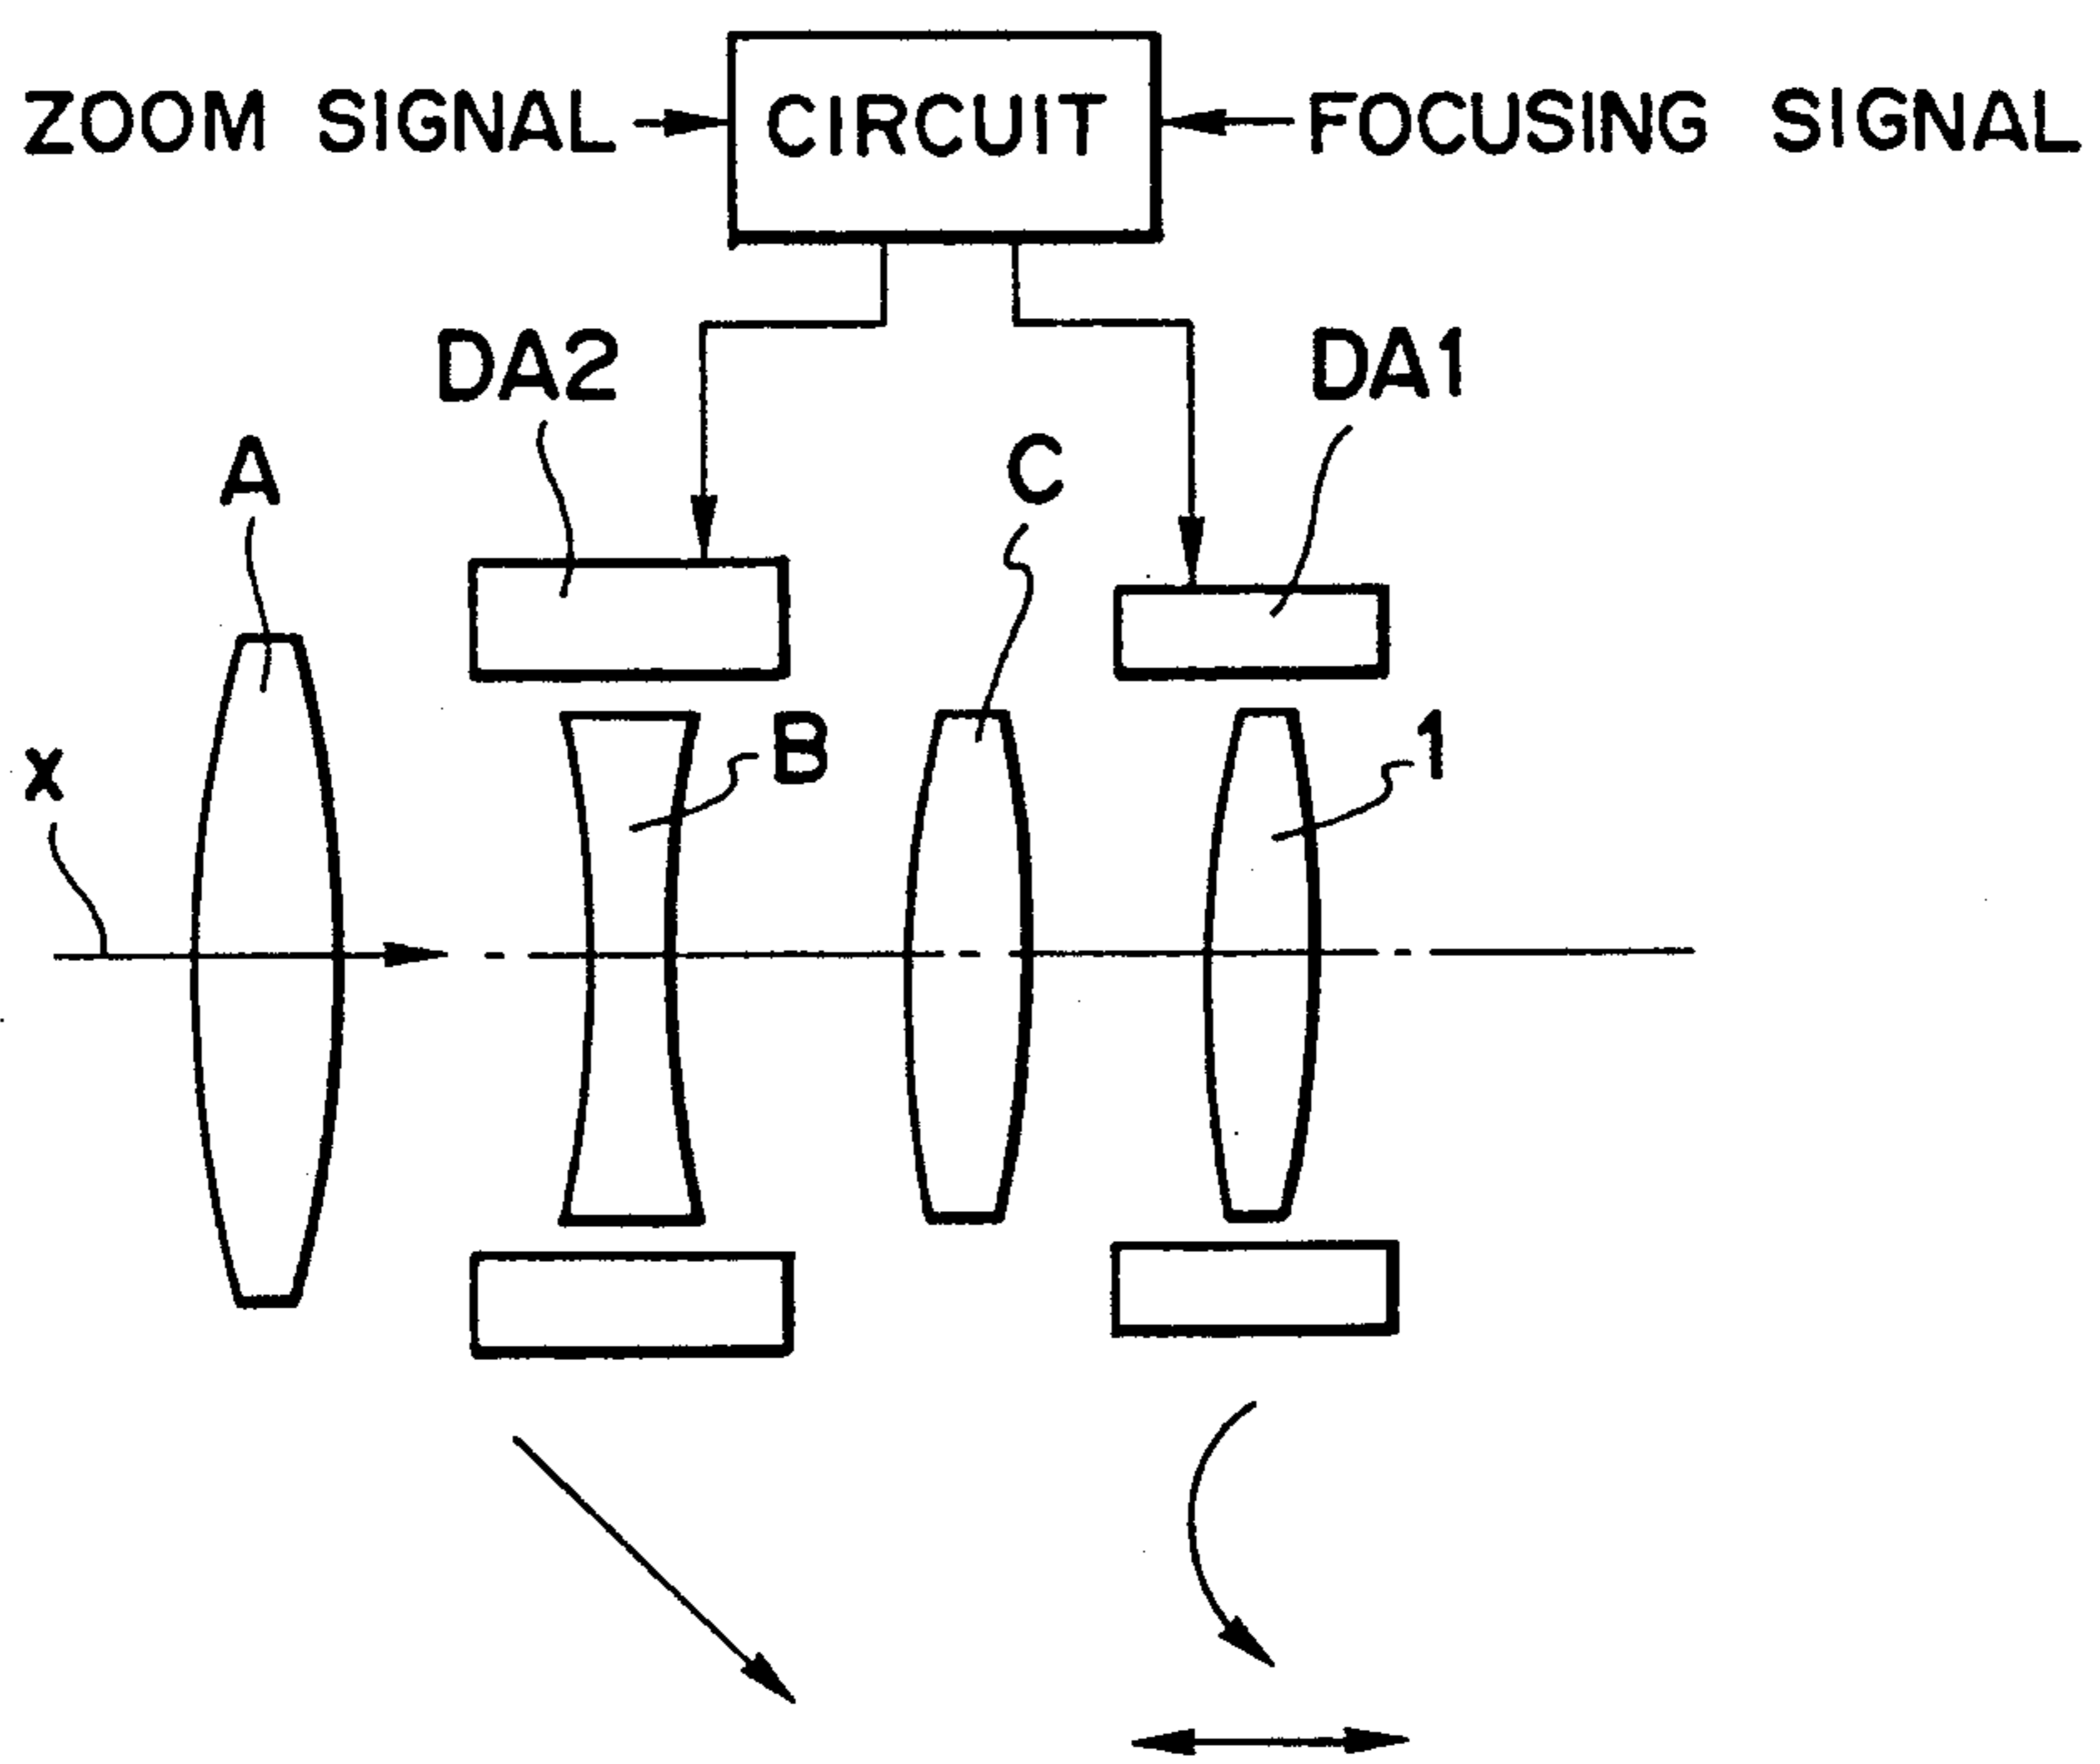 ZOOM SIGNAL
CIRCUIT
FOCUSING SIGNAL
DA2
DA1
A
C
B
1
X